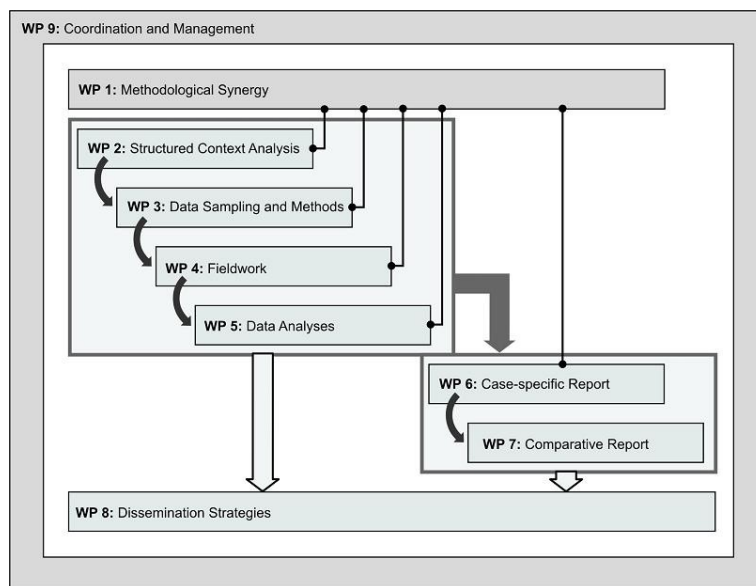 WP 9: Coordination and Management
WP 1: Methodological Synergy
WP 2: Structured Context Analysis
WP 3: Data Sampling and Methods
WP 4: Fieldwork
WP 5: Data Analyses
WP 6: Case-specific Report
WP 7: Comparative Report
WP 8: Dissemination Strategies